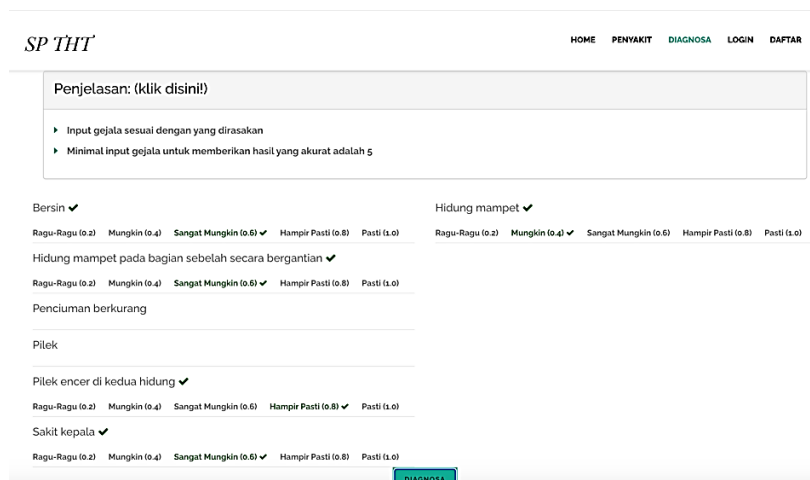 SP THT
HOME PENYAKIT DIAGNOSA LOGIN DAFTAR
Penjelasan: (klik disini!)
Input gejala sesuai dengan yang dirasakan
Minimal input gejala untuk memberikan hasil yang akurat adalah 5
Bersin ✔
Ragu-Ragu (0.2) Mungkin (0.4) Sangat Mungkin (0.6) ✔ Hampir Pasti (0.8) Pasti (1.0)
Hidung mampet pada bagian sebelah secara bergantian ✔
Ragu-Ragu (0.2) Mungkin (0.4) Sangat Mungkin (0.6) ✔ Hampir Pasti (0.8) Pasti (1.0)
Penciuman berkurang
Pilek
Pilek encer di kedua hidung ✔
Ragu-Ragu (0.2) Mungkin (0.4) Sangat Mungkin (0.6) Hampir Pasti (0.8) ✔ Pasti (1.0)
Sakit kepala ✔
Ragu-Ragu (0.2) Mungkin (0.4) Sangat Mungkin (0.6) ✔ Hampir Pasti (0.8) Pasti (1.0)
Hidung mampet ✔
Ragu-Ragu (0.2) Mungkin (0.4) ✔ Sangat Mungkin (0.6) Hampir Pasti (0.8) Pasti (1.0)
DIAGNOSA